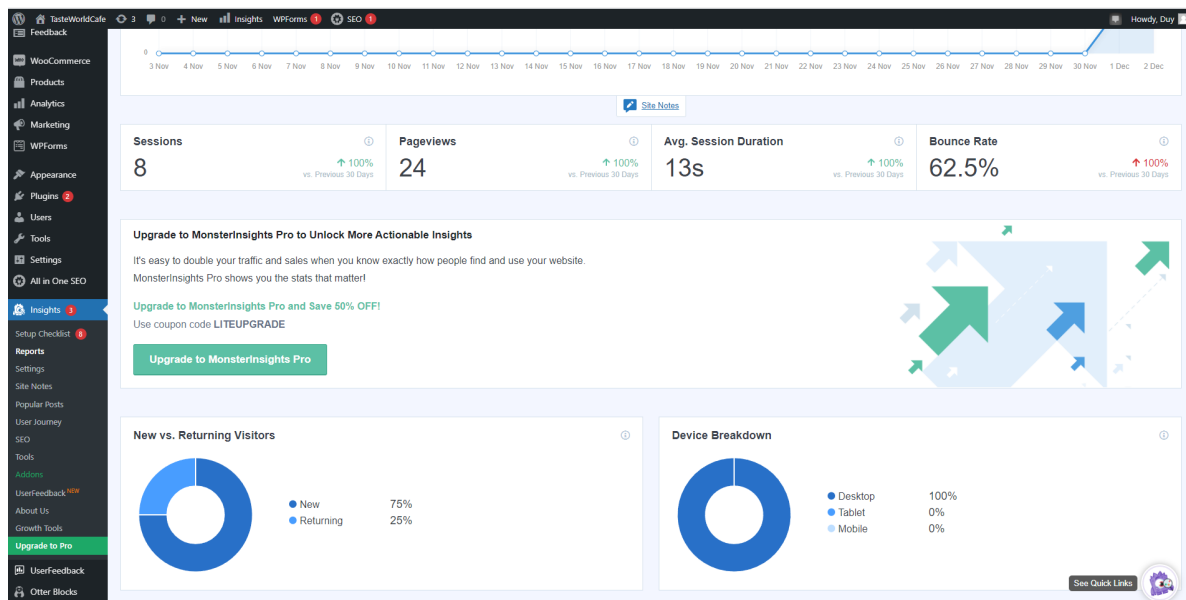 TasteWorldCafe 3 0 + New Insights WPForms 1 SEO 1 Howdy, Duy
Feedback
WooCommerce
Products
Analytics
Marketing
WPForms
Appearance
Plugins 2
Users
Tools
Settings
All in One SEO
Insights 3
Setup Checklist 8
Reports
Settings
Site Notes
Popular Posts
User Journey
SEO
Tools
Addons
UserFeedback NEW
About Us
Growth Tools
Upgrade to Pro
UserFeedback
Otter Blocks
0
3 Nov 4 Nov 5 Nov 6 Nov 7 Nov 8 Nov 9 Nov 10 Nov 11 Nov 12 Nov 13 Nov 14 Nov 15 Nov 16 Nov 17 Nov 18 Nov 19 Nov 20 Nov 21 Nov 22 Nov 23 Nov 24 Nov 25 Nov 26 Nov 27 Nov 28 Nov 29 Nov 30 Nov 1 Dec 2 Dec
Site Notes
Sessions
8
100%
vs. Previous 30 Days
Pageviews
24
100%
vs. Previous 30 Days
Avg. Session Duration
13s
100%
vs. Previous 30 Days
Bounce Rate
62.5%
100%
vs. Previous 30 Days
Upgrade to MonsterInsights Pro to Unlock More Actionable Insights
It's easy to double your traffic and sales when you know exactly how people find and use your website.
MonsterInsights Pro shows you the stats that matter!
Upgrade to MonsterInsights Pro and Save 50% OFF!
Use coupon code LITEUPGRADE
Upgrade to MonsterInsights Pro
New vs. Returning Visitors
New 75%
Returning 25%
Device Breakdown
Desktop 100%
Tablet 0%
Mobile 0%
See Quick Links